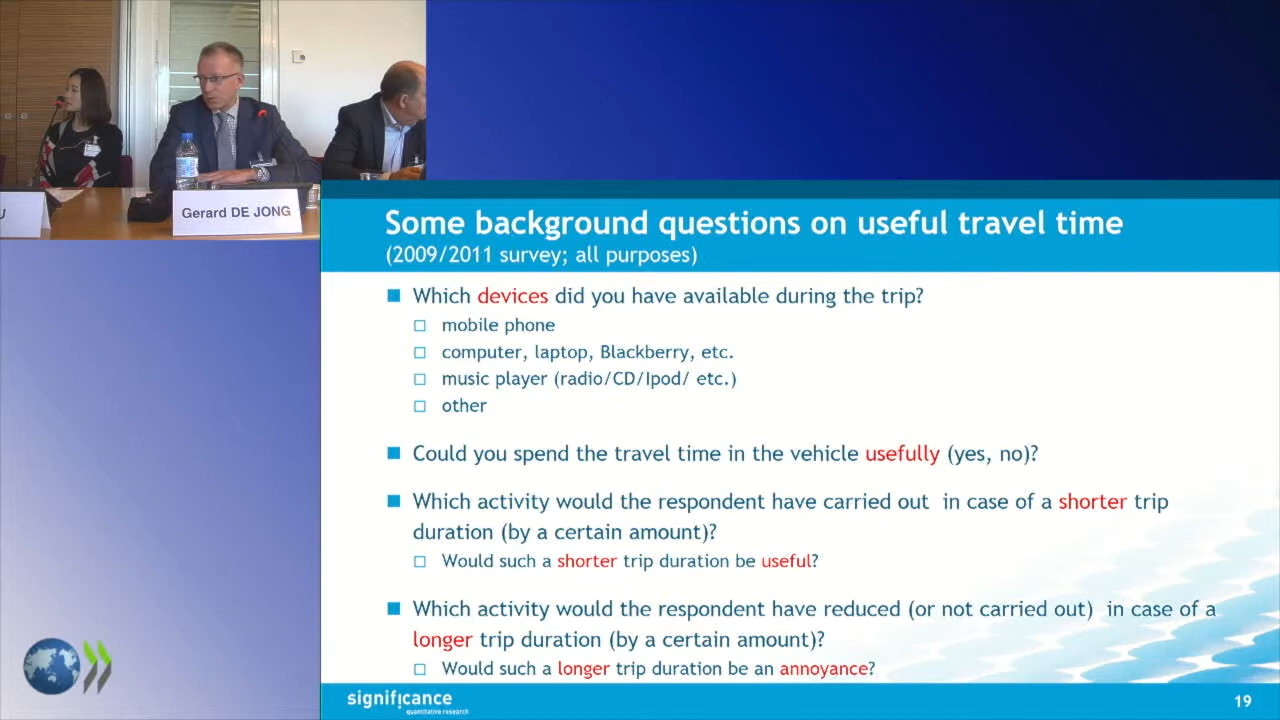 U
Gerard DE JONG
Some background questions on useful travel time
(2009/2011 survey; all purposes)
Which devices did you have available during the trip?
mobile phone
computer, laptop, Blackberry, etc.
music player (radio/CD/Ipod/ etc.)
other
Could you spend the travel time in the vehicle usefully (yes, no)?
Which activity would the respondent have carried out in case of a shorter trip
duration (by a certain amount)?
Would such a shorter trip duration be useful?
Which activity would the respondent have reduced (or not carried out) in case of a
longer trip duration (by a certain amount)?
Would such a longer trip duration be an annoyance?
significance
quantitative research
19